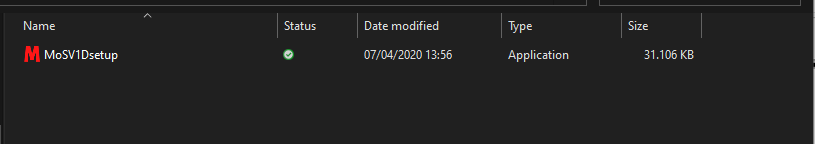 Name Status Date modified Type Size
M MoSV1Dsetup 07/04/2020 13:56 Application 31.106 KB